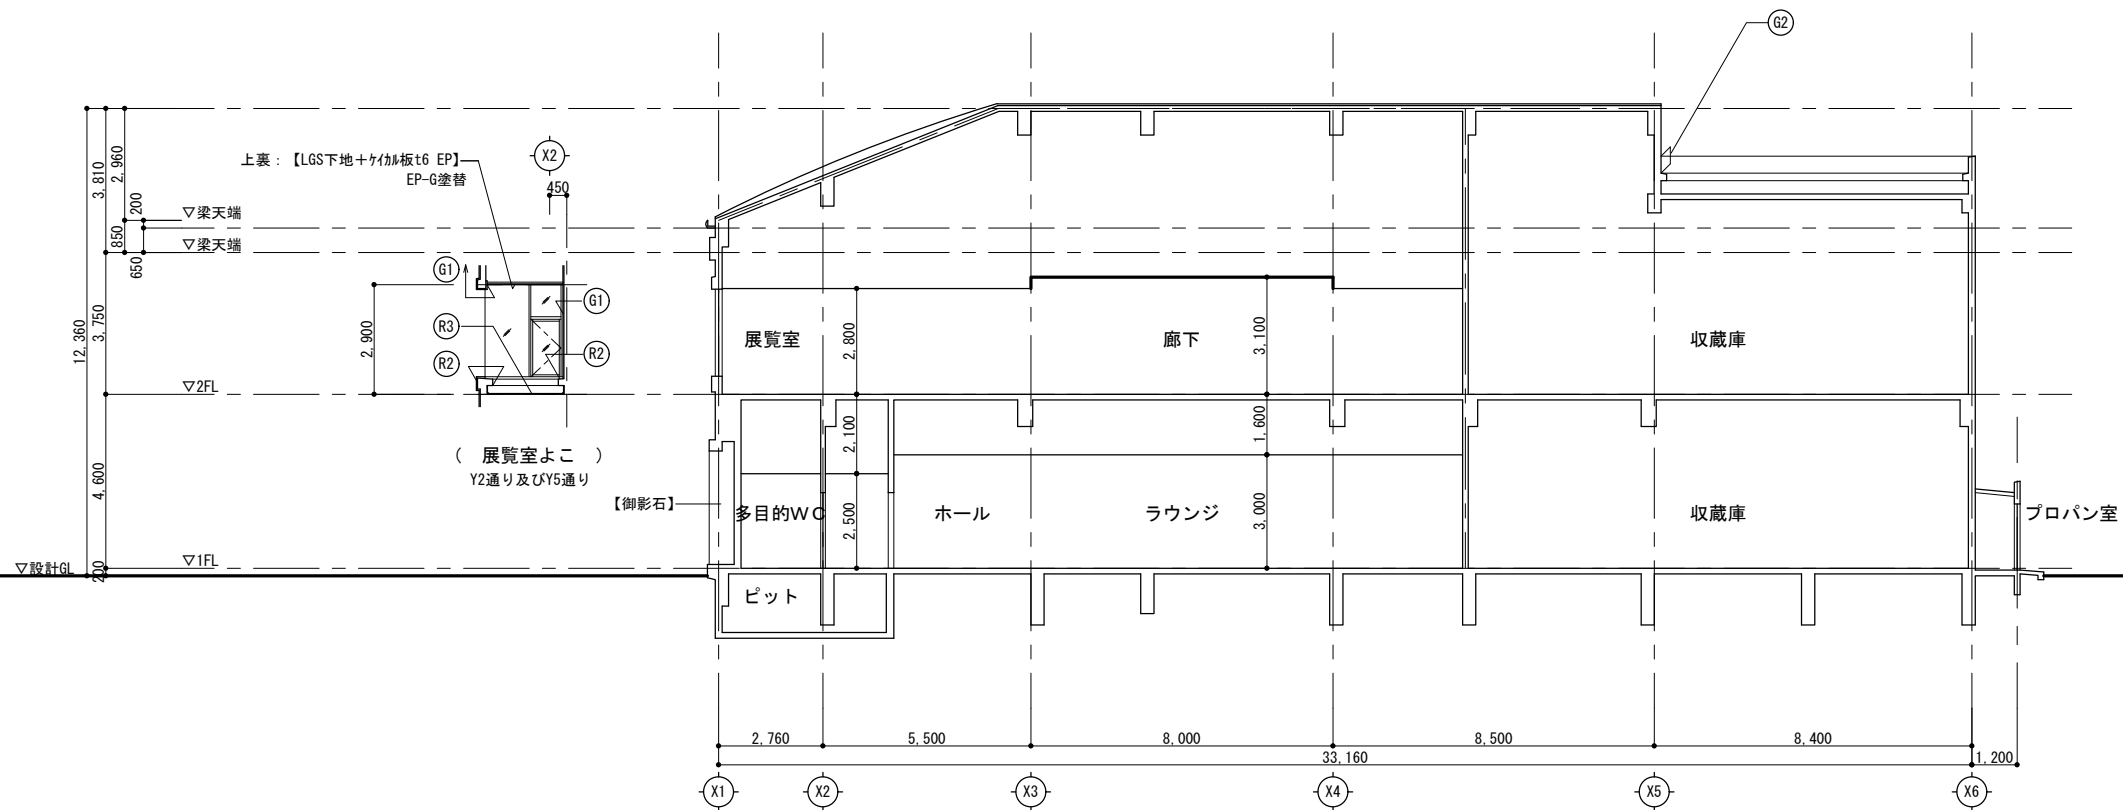 G2
上裏：【LGS下地＋ｹｲｶﾙ板t6 EP】
EP-G塗替
X2
450
3,810
2,960
200
▽梁天端
850
▽梁天端
650
G1
G1
R3
R2
R2
2,900
12,360
3,750
展覧室
2,800
廊下
3,100
収蔵庫
▽2FL
2,100
1,600
（　展覧室よこ　）
Y2通り及びY5通り
4,600
【御影石】
多目的ＷＣ
2,500
ホール
ラウンジ
3,000
収蔵庫
プロパン室
▽1FL
▽設計GL
200
ピット
2,760
5,500
8,000
8,500
8,400
33,160
1,200
X1
X2
X3
X4
X5
X6